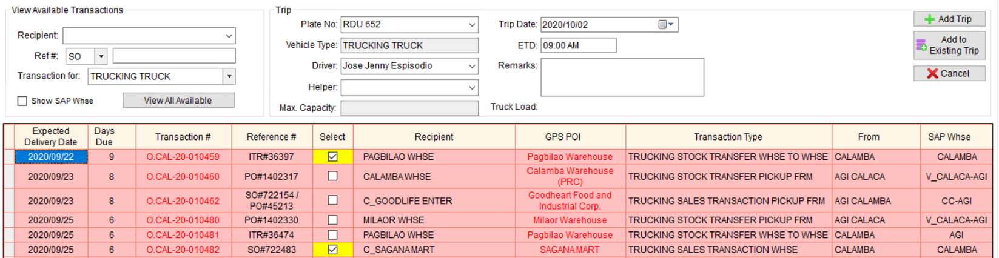 View Available Transactions
Recipient:
Ref #: SO
Transaction for: TRUCKING TRUCK
Show SAP Whse
View All Available
Trip
Plate No: RDU 652
Vehicle Type: TRUCKING TRUCK
Driver: Jose Jenny Espisodio
Helper:
Max. Capacity:
Trip Date: 2020/10/02
ETD: 09:00 AM
Remarks:
Truck Load:
Add Trip
Add to
Existing Trip
Cancel
Expected
Delivery Date
Days
Due
Transaction #
Reference #
Select
Recipient
GPS POI
Transaction Type
From
SAP Whse
2020/09/22 9 O.CAL-20-010459 ITR#36397 PAGBILAO WHSE Pagbilao Warehouse TRUCKING STOCK TRANSFER WHSE TO WHSE CALAMBA CALAMBA
2020/09/23 8 O.CAL-20-010460 PO#1402317 CALAMBA WHSE Calamba Warehouse
(PRC) TRUCKING STOCK TRANSFER PICKUP FRM AGI CALACA V_CALACA-AGI
2020/09/23 8 O.CAL-20-010462 SO#722154 /
PO#45213 C_GOODLIFE ENTER Goodheart Food and
Industrial Corp. TRUCKING SALES TRANSACTION PICKUP FRM AGI CALAMBA CC-AGI
2020/09/25 6 O.CAL-20-010480 PO#1402330 MILAOR WHSE Milaor Warehouse TRUCKING STOCK TRANSFER PICKUP FRM AGI CALACA V_CALACA-AGI
2020/09/25 6 O.CAL-20-010481 ITR#36474 PAGBILAO WHSE Pagbilao Warehouse TRUCKING STOCK TRANSFER WHSE TO WHSE CALAMBA AGI
2020/09/25 6 O.CAL-20-010482 SO#722483 C_SAGANA MART SAGANA MART TRUCKING SALES TRANSACTION WHSE CALAMBA CALAMBA